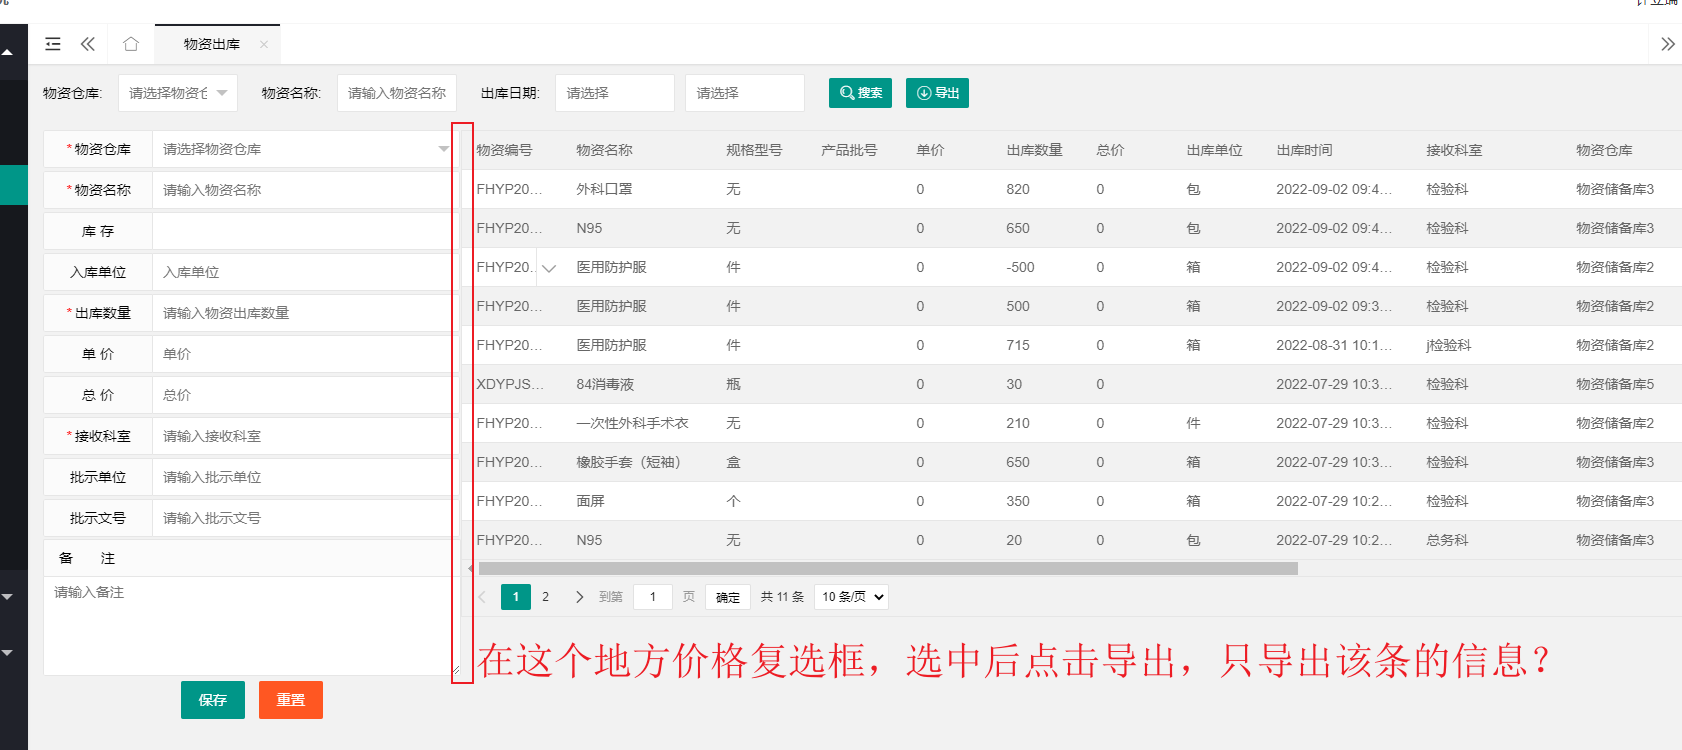 物资出库
物资仓库: 请选择物资仓 物资名称: 请输入物资名称 出库日期: 请选择 请选择 搜索 导出
*物资仓库 请选择物资仓库
*物资名称 请输入物资名称
库 存
入库单位 入库单位
*出库数量 请输入物资出库数量
单 价 单价
总 价 总价
*接收科室 请输入接收科室
批示单位 请输入批示单位
批示文号 请输入批示文号
备 注
请输入备注
保存 重置
物资编号 物资名称 规格型号 产品批号 单价 出库数量 总价 出库单位 出库时间 接收科室 物资仓库
FHYP20... 外科口罩 无 0 820 0 包 2022-09-02 09:4... 检验科 物资储备库3
FHYP20... N95 无 0 650 0 包 2022-09-02 09:4... 检验科 物资储备库3
FHYP20.. 医用防护服 件 0 -500 0 箱 2022-09-02 09:4... 检验科 物资储备库2
FHYP20... 医用防护服 件 0 500 0 箱 2022-09-02 09:3... 检验科 物资储备库2
FHYP20... 医用防护服 件 0 715 0 箱 2022-08-31 10:1... j检验科 物资储备库2
XDYPJS... 84消毒液 瓶 0 30 0 2022-07-29 10:3... 检验科 物资储备库5
FHYP20... 一次性外科手术衣 无 0 210 0 件 2022-07-29 10:3... 检验科 物资储备库2
FHYP20... 橡胶手套（短袖） 盒 0 650 0 箱 2022-07-29 10:3... 检验科 物资储备库3
FHYP20... 面屏 个 0 350 0 箱 2022-07-29 10:2... 检验科 物资储备库3
FHYP20... N95 无 0 20 0 包 2022-07-29 10:2... 总务科 物资储备库3
1 2 到第 1 页 确定 共 11 条 10 条/页
在这个地方价格复选框，选中后点击导出，只导出该条的信息？